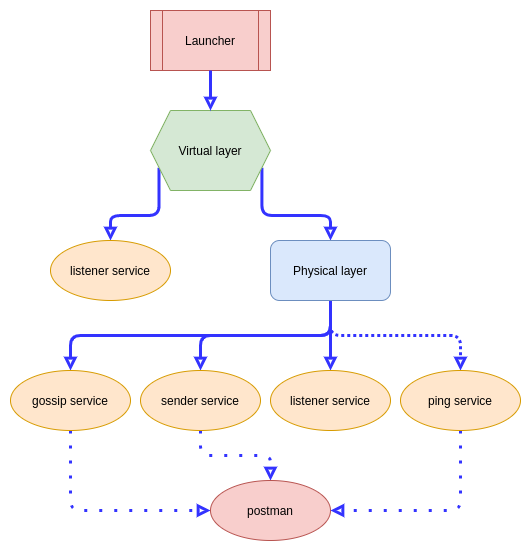 Launcher
Virtual layer
listener service
Physical layer
gossip service
sender service
listener service
ping service
postman